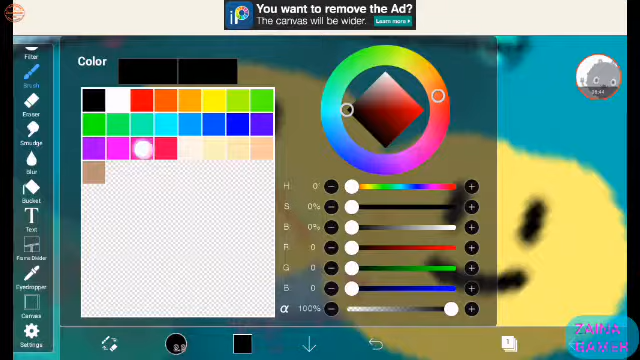 You want to remove the Ad?
The canvas will be wider.
Learn more ▸
Filter
Brush
Eraser
Smudge
Blur
Bucket
Text
Frame Divider
Eyedropper
Canvas
Settings
Color
H 0°
S 0%
B 0%
R 0
G 0
B 0
α 100%
1
ZAINA
GAMER